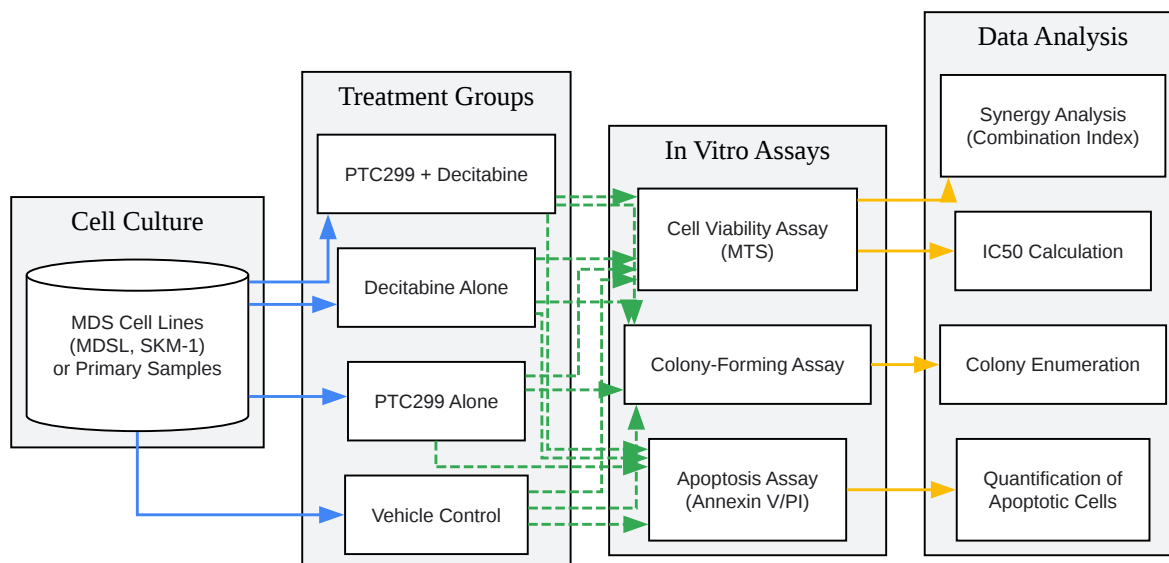 Cell Culture
MDS Cell Lines
(MDSL, SKM-1)
or Primary Samples
Treatment Groups
PTC299 + Decitabine
Decitabine Alone
PTC299 Alone
Vehicle Control
In Vitro Assays
Cell Viability Assay
(MTS)
Colony-Forming Assay
Apoptosis Assay
(Annexin V/PI)
Data Analysis
Synergy Analysis
(Combination Index)
IC50 Calculation
Colony Enumeration
Quantification of
Apoptotic Cells